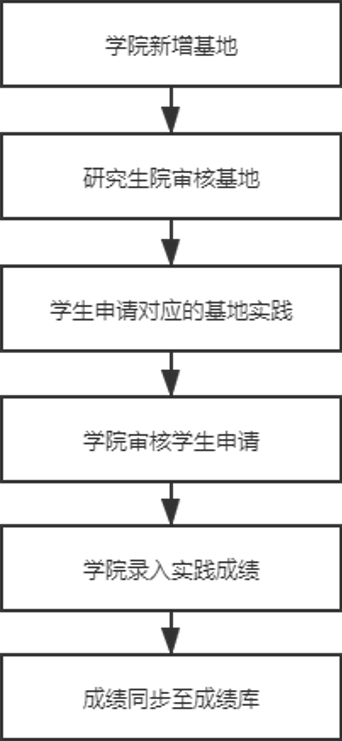 学院新增基地
研究生院审核基地
学生申请对应的基地实践
学院审核学生申请
学院录入实践成绩
成绩同步至成绩库